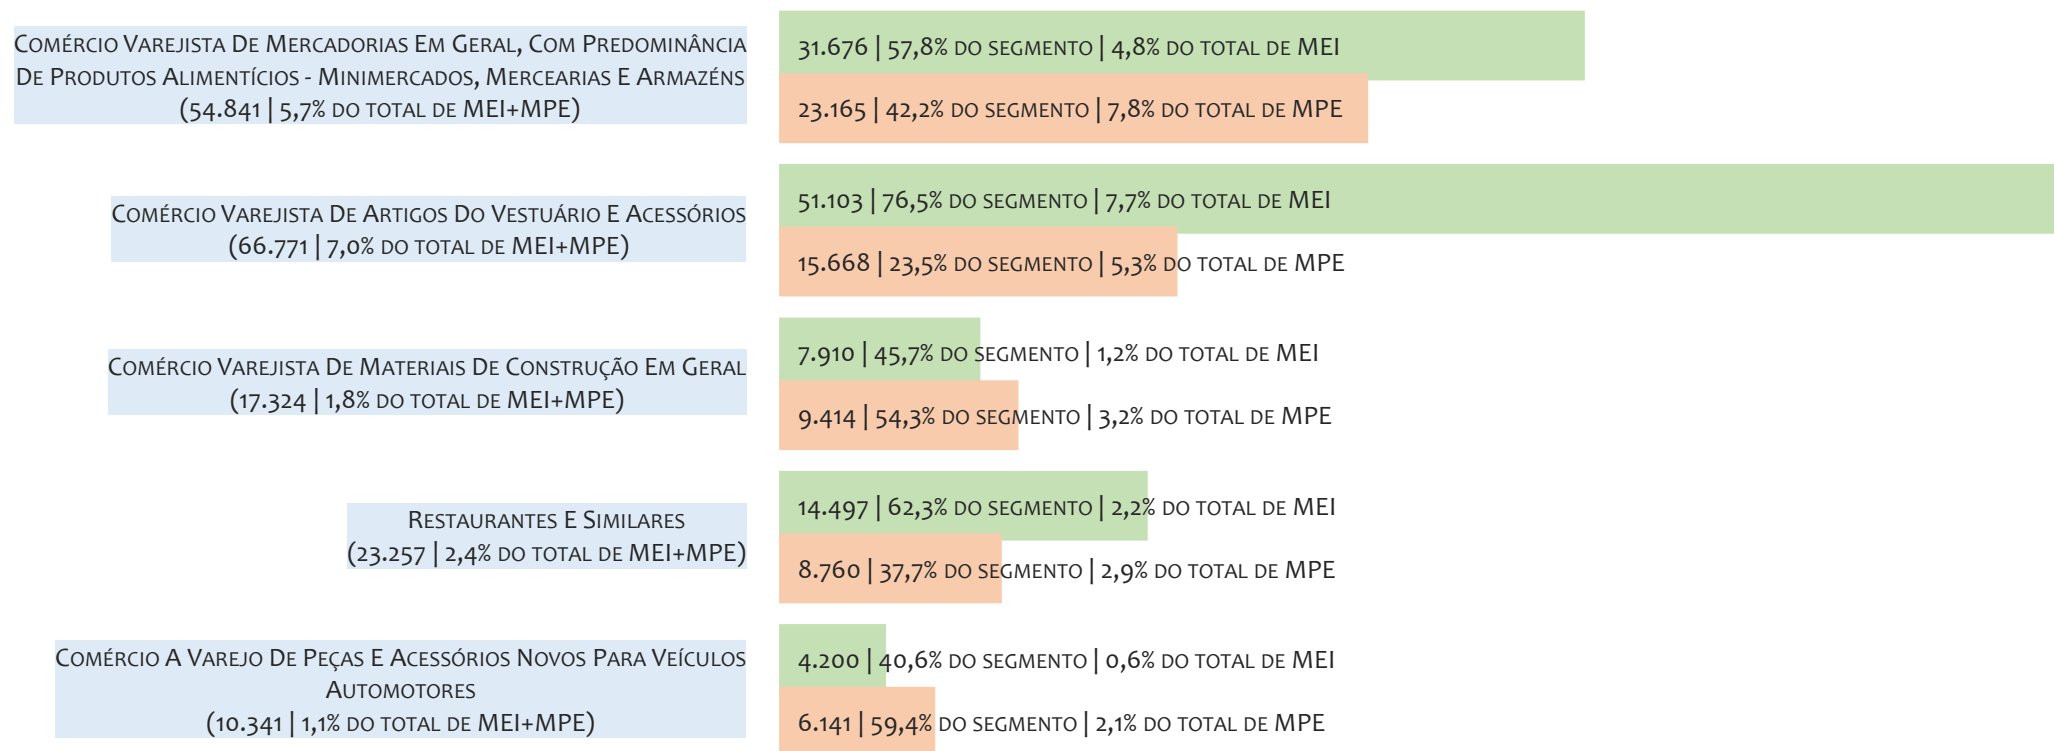 Comércio Varejista De Mercadorias Em Geral, Com Predominância
De Produtos Alimentícios - Minimercados, Mercearias E Armazéns
(54.841 | 5,7% do total de MEI+MPE)
31.676 | 57,8% do segmento | 4,8% do total de MEI
23.165 | 42,2% do segmento | 7,8% do total de MPE
Comércio Varejista De Artigos Do Vestuário E Acessórios
(66.771 | 7,0% do total de MEI+MPE)
51.103 | 76,5% do segmento | 7,7% do total de MEI
15.668 | 23,5% do segmento | 5,3% do total de MPE
Comércio Varejista De Materiais De Construção Em Geral
(17.324 | 1,8% do total de MEI+MPE)
7.910 | 45,7% do segmento | 1,2% do total de MEI
9.414 | 54,3% do segmento | 3,2% do total de MPE
Restaurantes E Similares
(23.257 | 2,4% do total de MEI+MPE)
14.497 | 62,3% do segmento | 2,2% do total de MEI
8.760 | 37,7% do segmento | 2,9% do total de MPE
Comércio A Varejo De Peças E Acessórios Novos Para Veículos
Automotores
(10.341 | 1,1% do total de MEI+MPE)
4.200 | 40,6% do segmento | 0,6% do total de MEI
6.141 | 59,4% do segmento | 2,1% do total de MPE